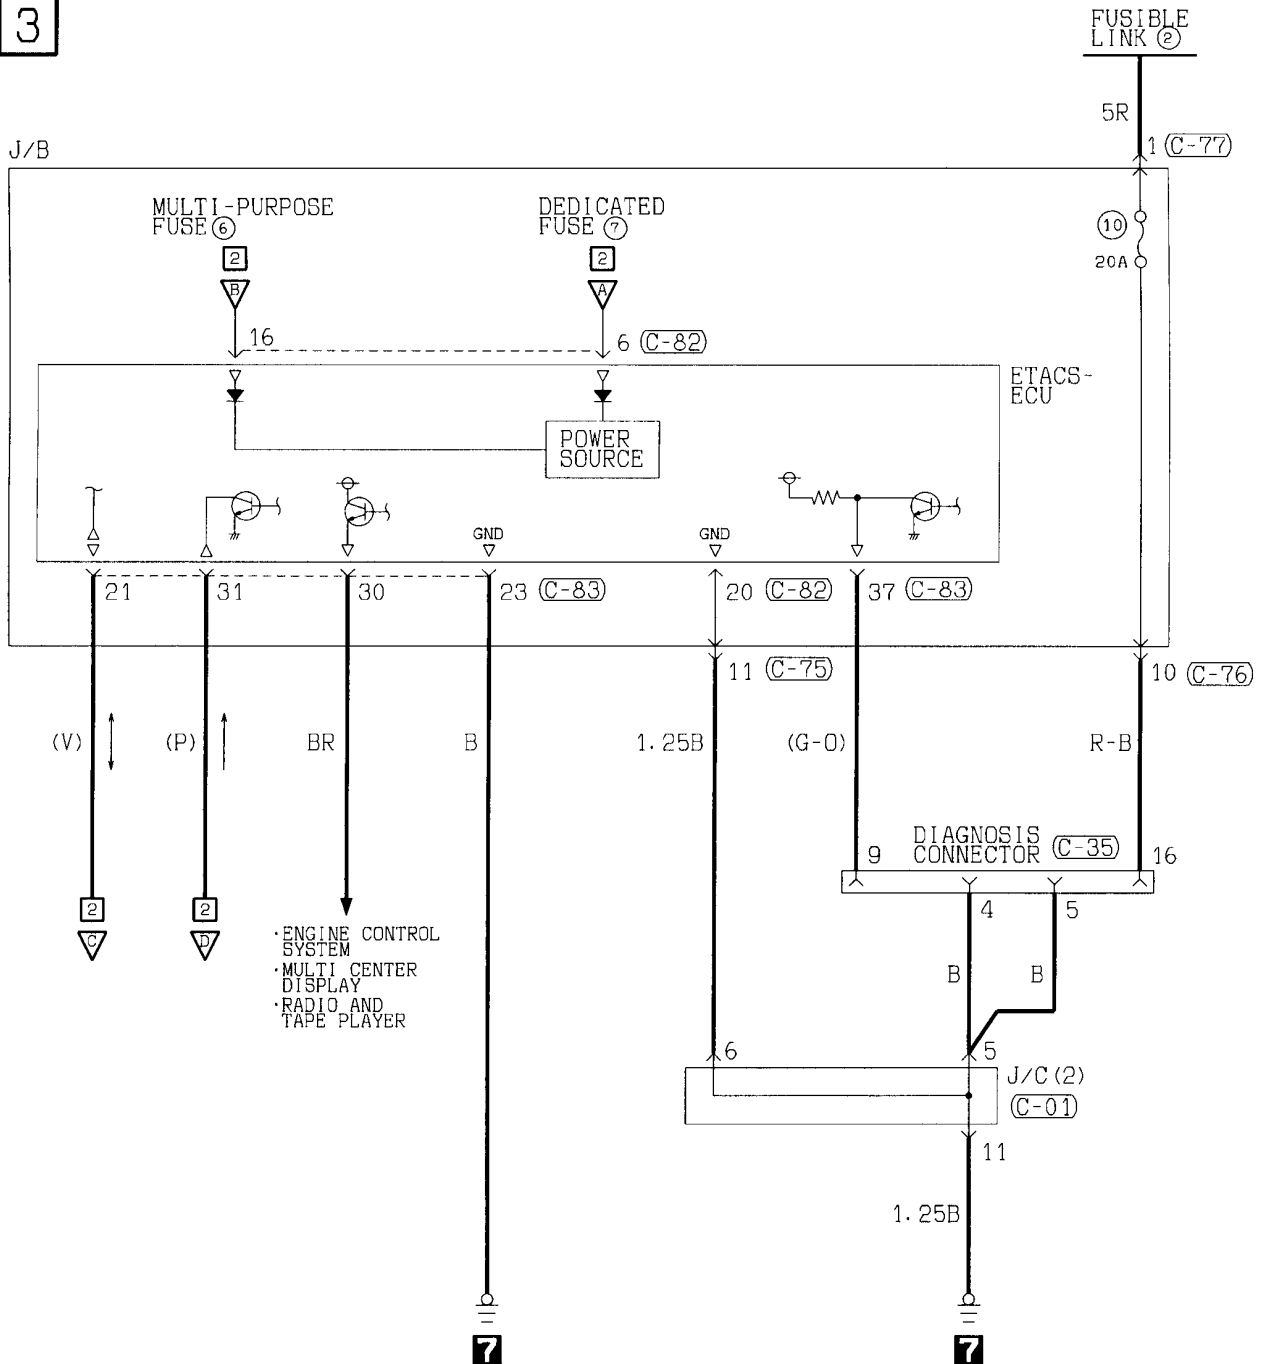 3
FUSIBLE
LINK ②
5R
1 (C-77)
J/B
MULTI-PURPOSE
FUSE ⑥
DEDICATED
FUSE ⑦
⑩
20A
2
2
B
A
16
6 (C-82)
ETACS-
ECU
POWER
SOURCE
GND
GND
21
31
30
23 (C-83)
20 (C-82)
37 (C-83)
11 (C-75)
10 (C-76)
(V)
(P)
BR
B
1.25B
(G-O)
R-B
DIAGNOSIS
CONNECTOR (C-35)
9
16
4
5
2
2
C
D
·ENGINE CONTROL
SYSTEM
·MULTI CENTER
DISPLAY
·RADIO AND
TAPE PLAYER
B
B
6
5
J/C(2)
(C-01)
11
1.25B
7
7